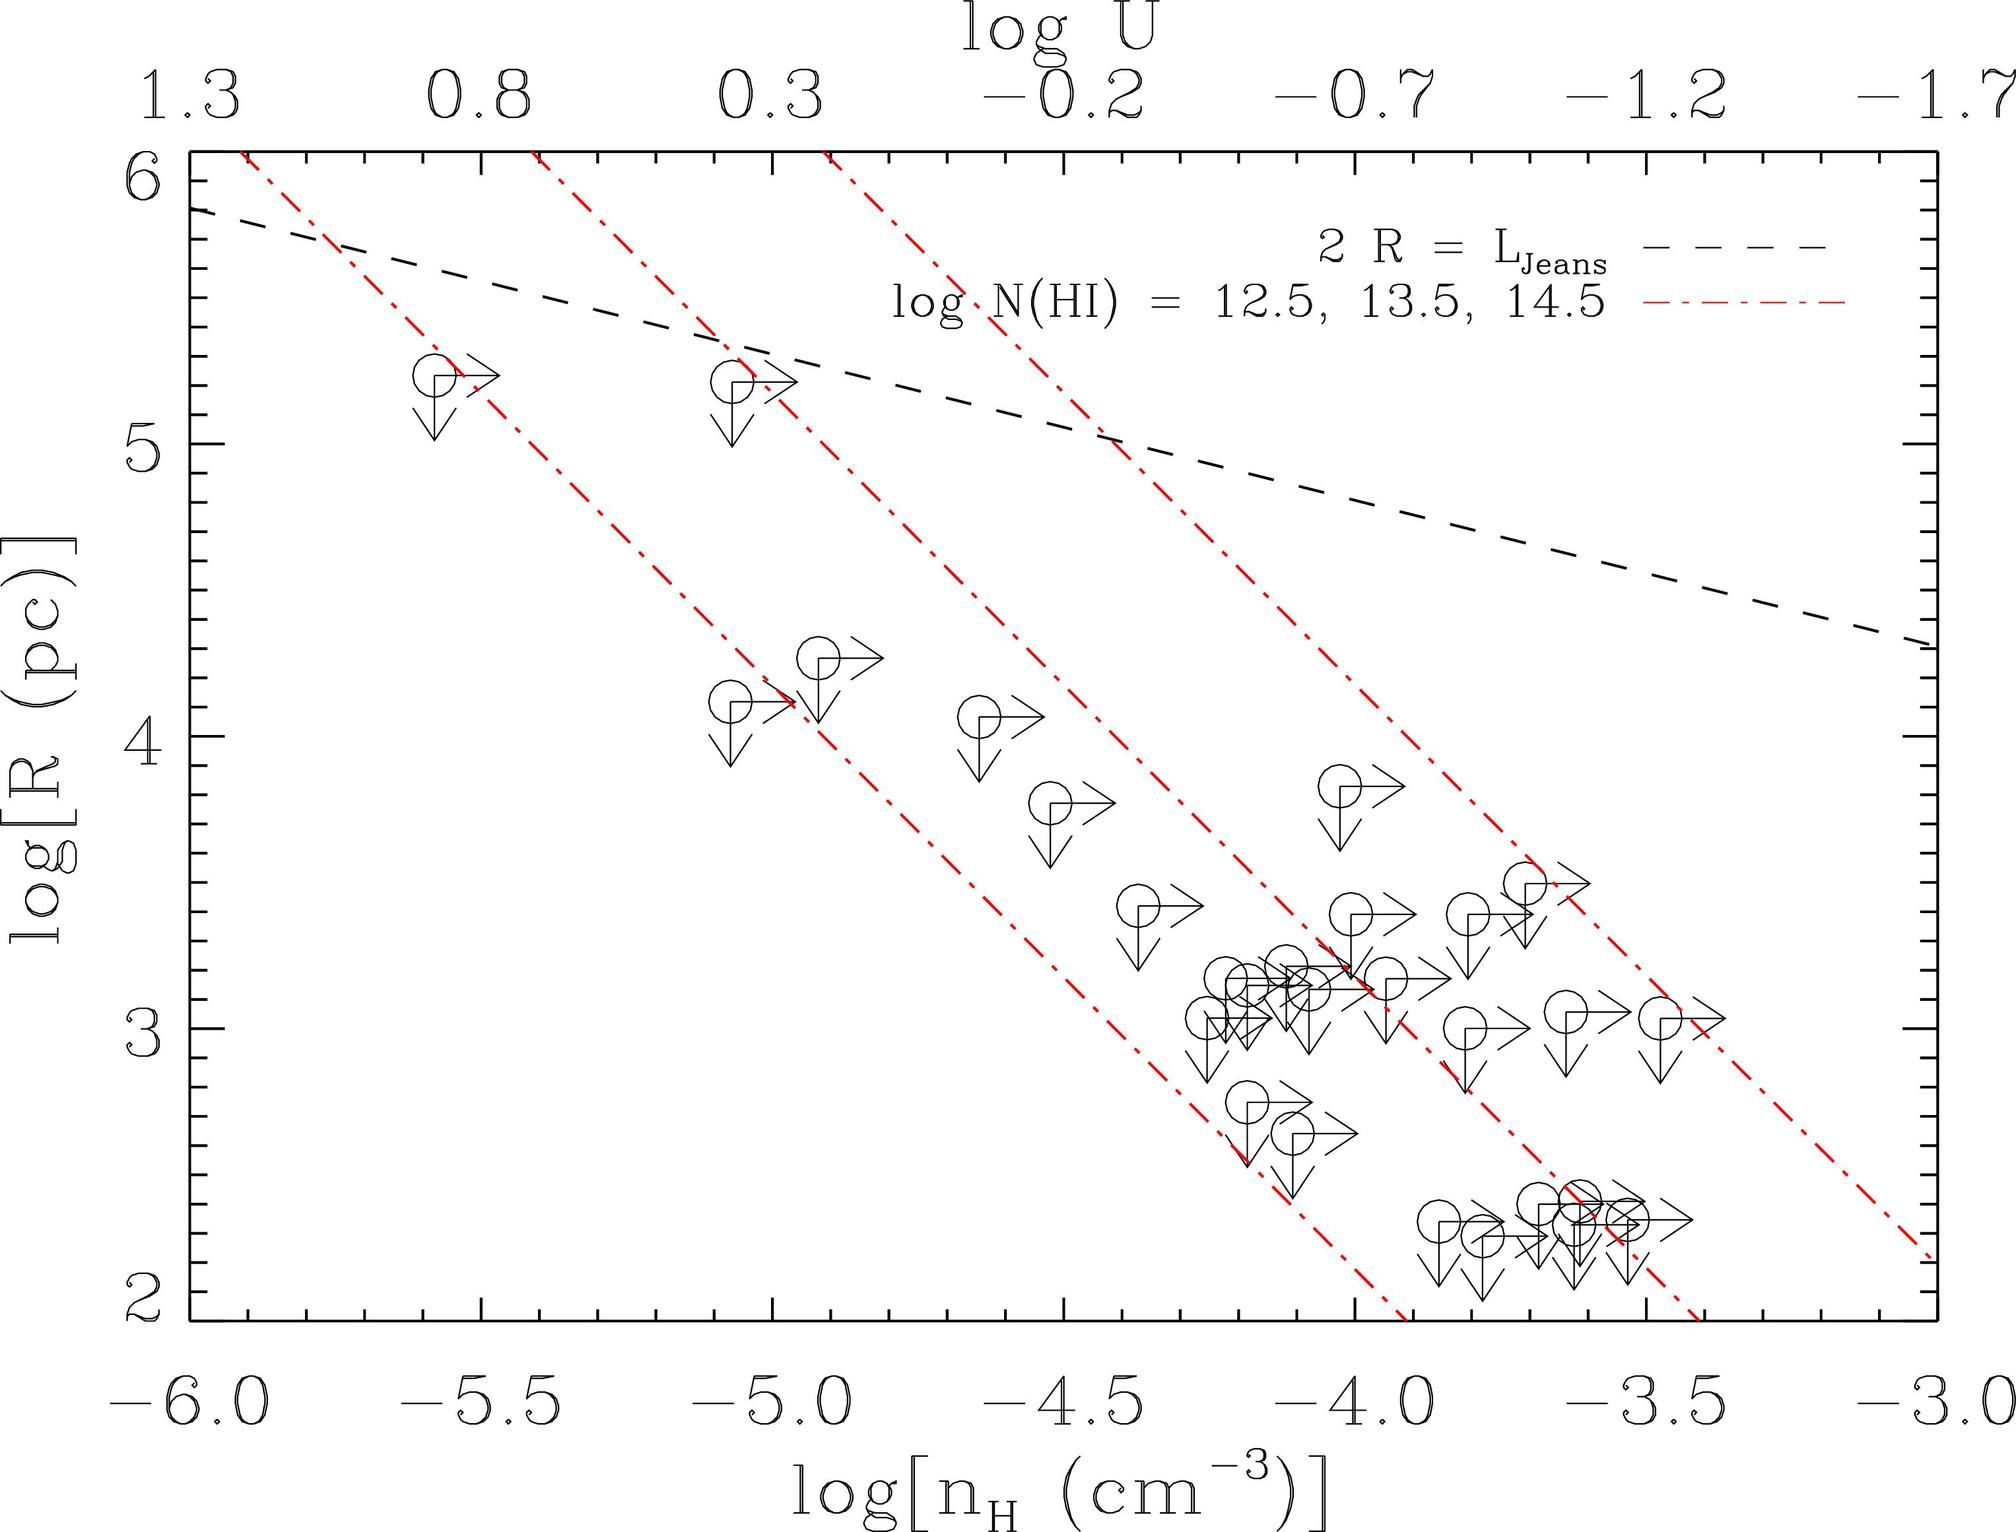 log U
1.3 0.8 0.3 −0.2 −0.7 −1.2 −1.7
6
5
4
3
2
log[R (pc)]
2 R = LJeans
log N(HI) = 12.5, 13.5, 14.5
−6.0 −5.5 −5.0 −4.5 −4.0 −3.5 −3.0
log[nH (cm−3)]